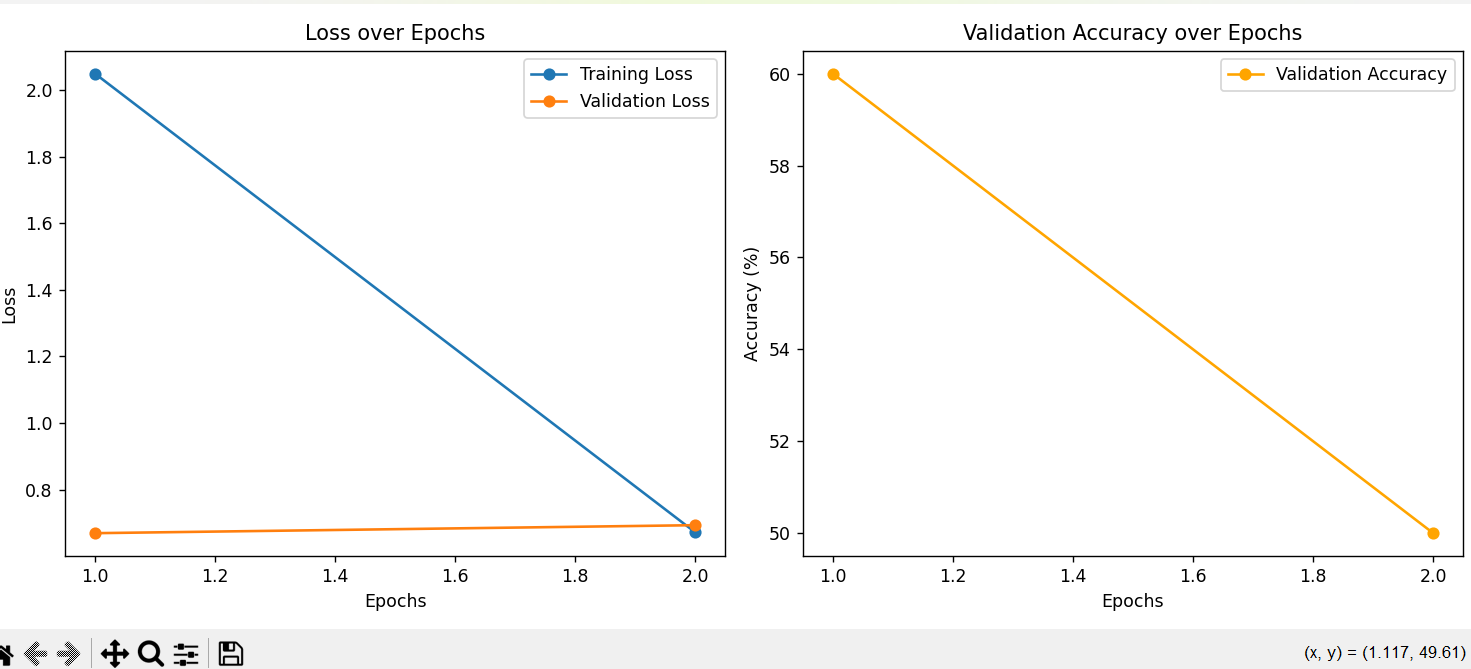 Loss over Epochs
Training Loss
Validation Loss
2.0
1.8
1.6
1.4
1.2
1.0
0.8
Loss
1.0 1.2 1.4 1.6 1.8 2.0
Epochs
Validation Accuracy over Epochs
Validation Accuracy
60
58
56
54
52
50
Accuracy (%)
1.0 1.2 1.4 1.6 1.8 2.0
Epochs
(x, y) = (1.117, 49.61)